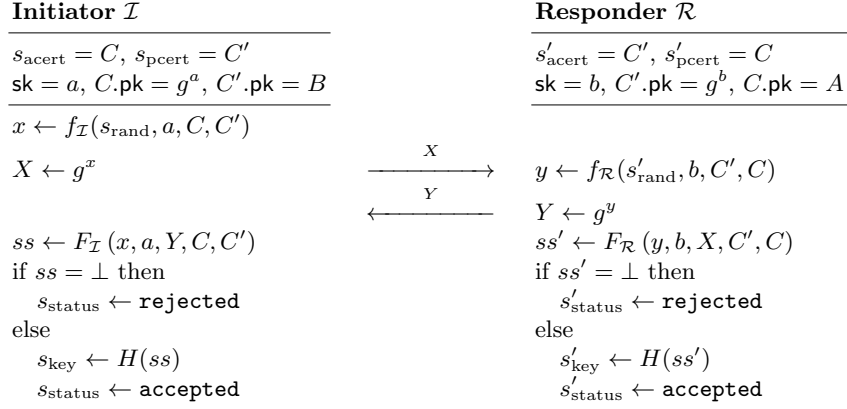 Initiator 𝓘 Responder 𝓡
s_acert = C, s_pcert = C′ s′_acert = C′, s′_pcert = C
sk = a, C.pk = g^a, C′.pk = B sk = b, C′.pk = g^b, C.pk = A
x ← f_𝓘(s_rand, a, C, C′)
X ← g^x X y ← f_𝓡(s′_rand, b, C′, C)
Y Y ← g^y
ss ← F_𝓘 (x, a, Y, C, C′) ss′ ← F_𝓡 (y, b, X, C′, C)
if ss = ⊥ then if ss′ = ⊥ then
s_status ← rejected s′_status ← rejected
else else
s_key ← H(ss) s′_key ← H(ss′)
s_status ← accepted s′_status ← accepted